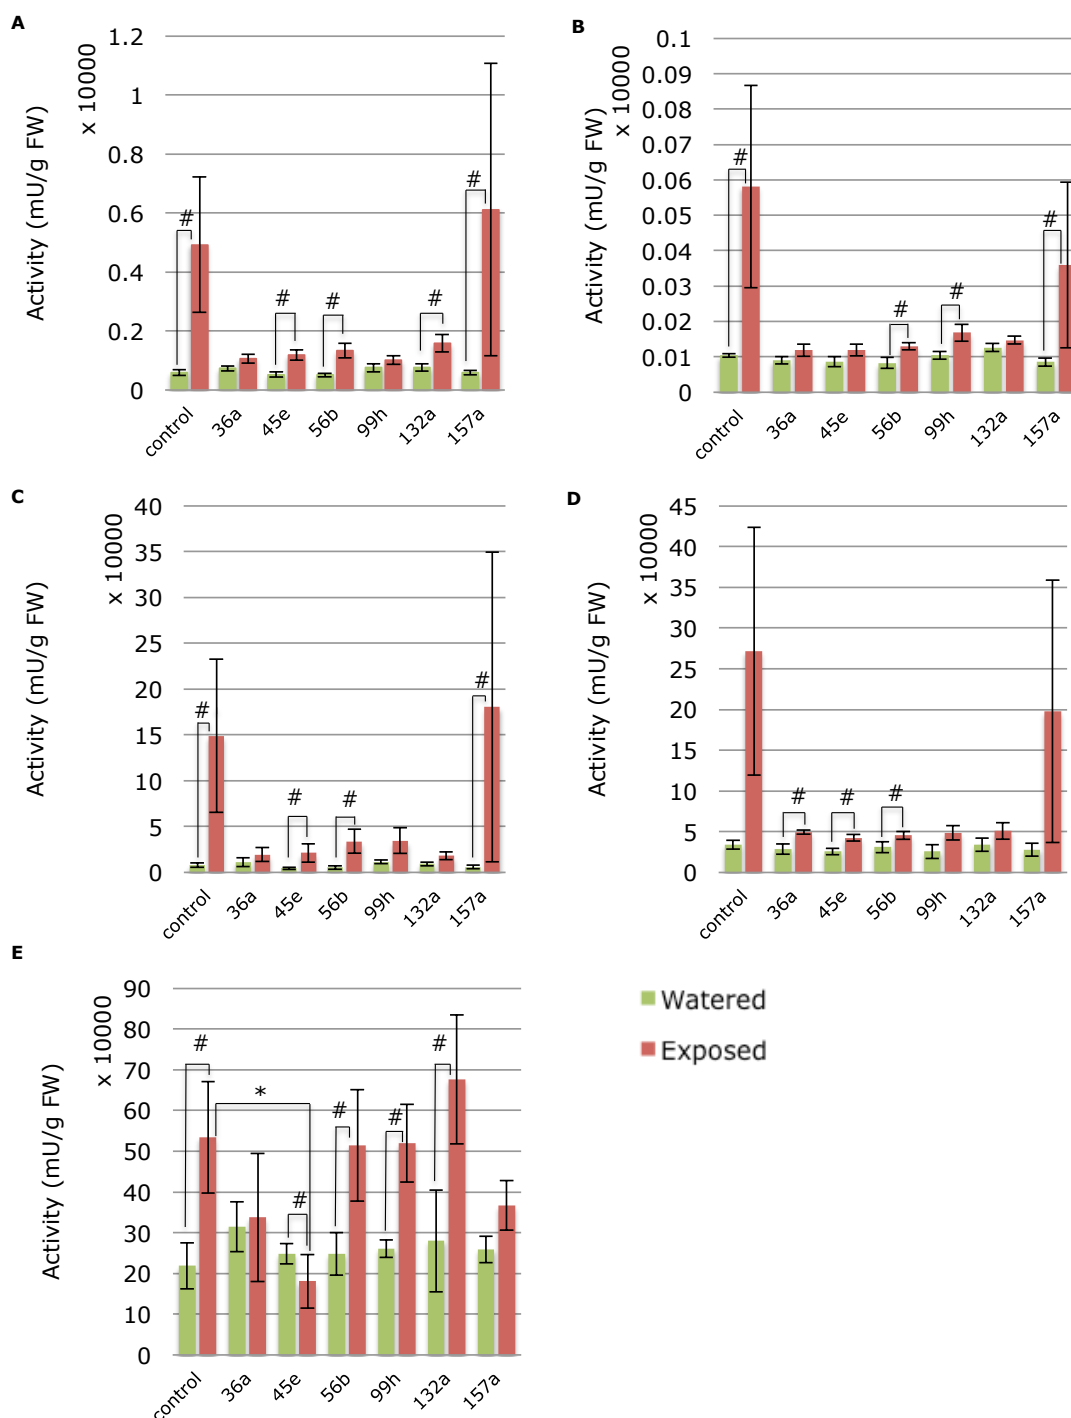 A
Activity (mU/g FW)
x 10000
1.2
1
0.8
0.6
0.4
0.2
0
#
#
#
#
#
control
36a
45e
56b
99h
132a
157a
B
Activity (mU/g FW)
x 10000
0.1
0.09
0.08
0.07
0.06
0.05
0.04
0.03
0.02
0.01
0
#
#
#
#
control
36a
45e
56b
99h
132a
157a
C
Activity (mU/g FW)
x 10000
40
35
30
25
20
15
10
5
0
#
#
#
#
control
36a
45e
56b
99h
132a
157a
D
Activity (mU/g FW)
x 10000
45
40
35
30
25
20
15
10
5
0
#
#
#
control
36a
45e
56b
99h
132a
157a
E
Activity (mU/g FW)
x 10000
90
80
70
60
50
40
30
20
10
0
#
*
#
#
#
#
control
36a
45e
56b
99h
132a
157a
Watered
Exposed